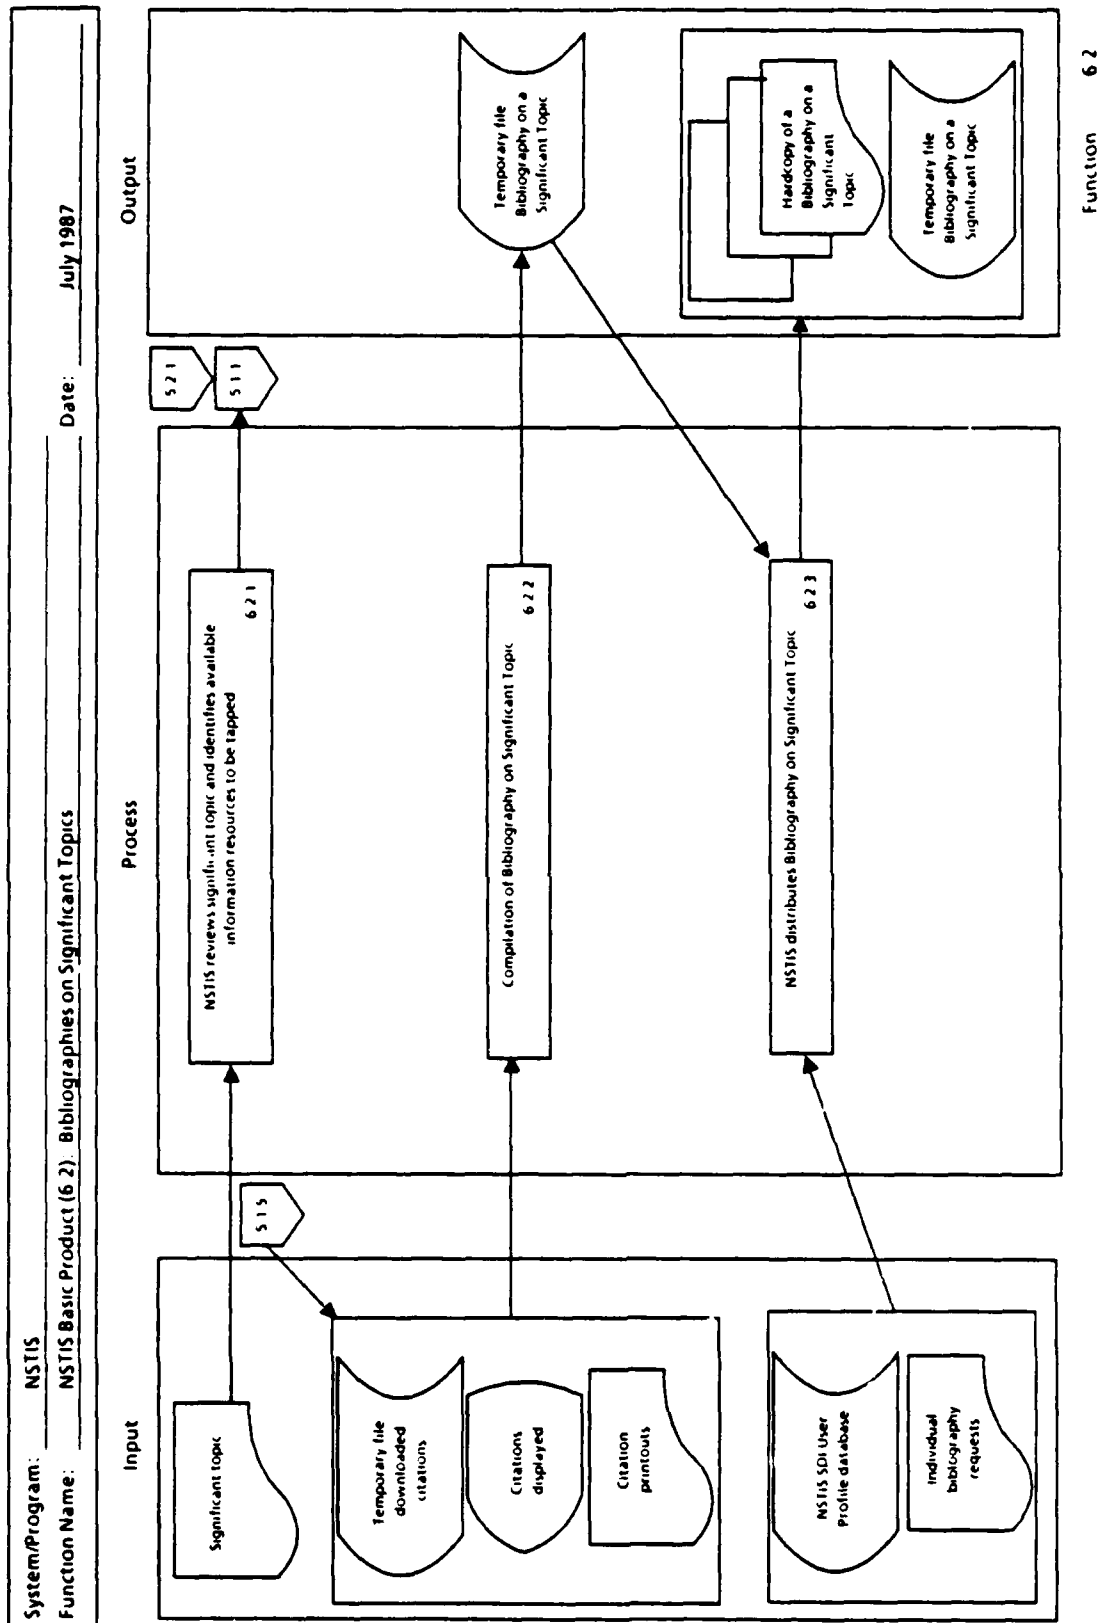 System/Program: NSTIS
Function Name: NSTIS Basic Product (6 2). Bibliographies on Significant Topics
Date: July 1987
Input
Process
Output
Significant topic
5 1 5
Temporary file
downloaded
citations
Citations
displayed
Citation
printouts
NSTIS SDI User
Profile database
Individual
biblography
requests
NSTIS reviews significant topic and identifies available
information resources to be tapped
6 2 1
Compilation of Bibliography on Significant Topic
6 2 2
NSTIS distributes Bibliography on Significant Topic
6 2 3
5 2 1
5 1 1
Temporary file
Bibliography on a
Significant Topic
Hardcopy of a
Bibliography on a
Significant
Topic
Temporary file
Bibliography on a
Significant Topic
Function 6 2